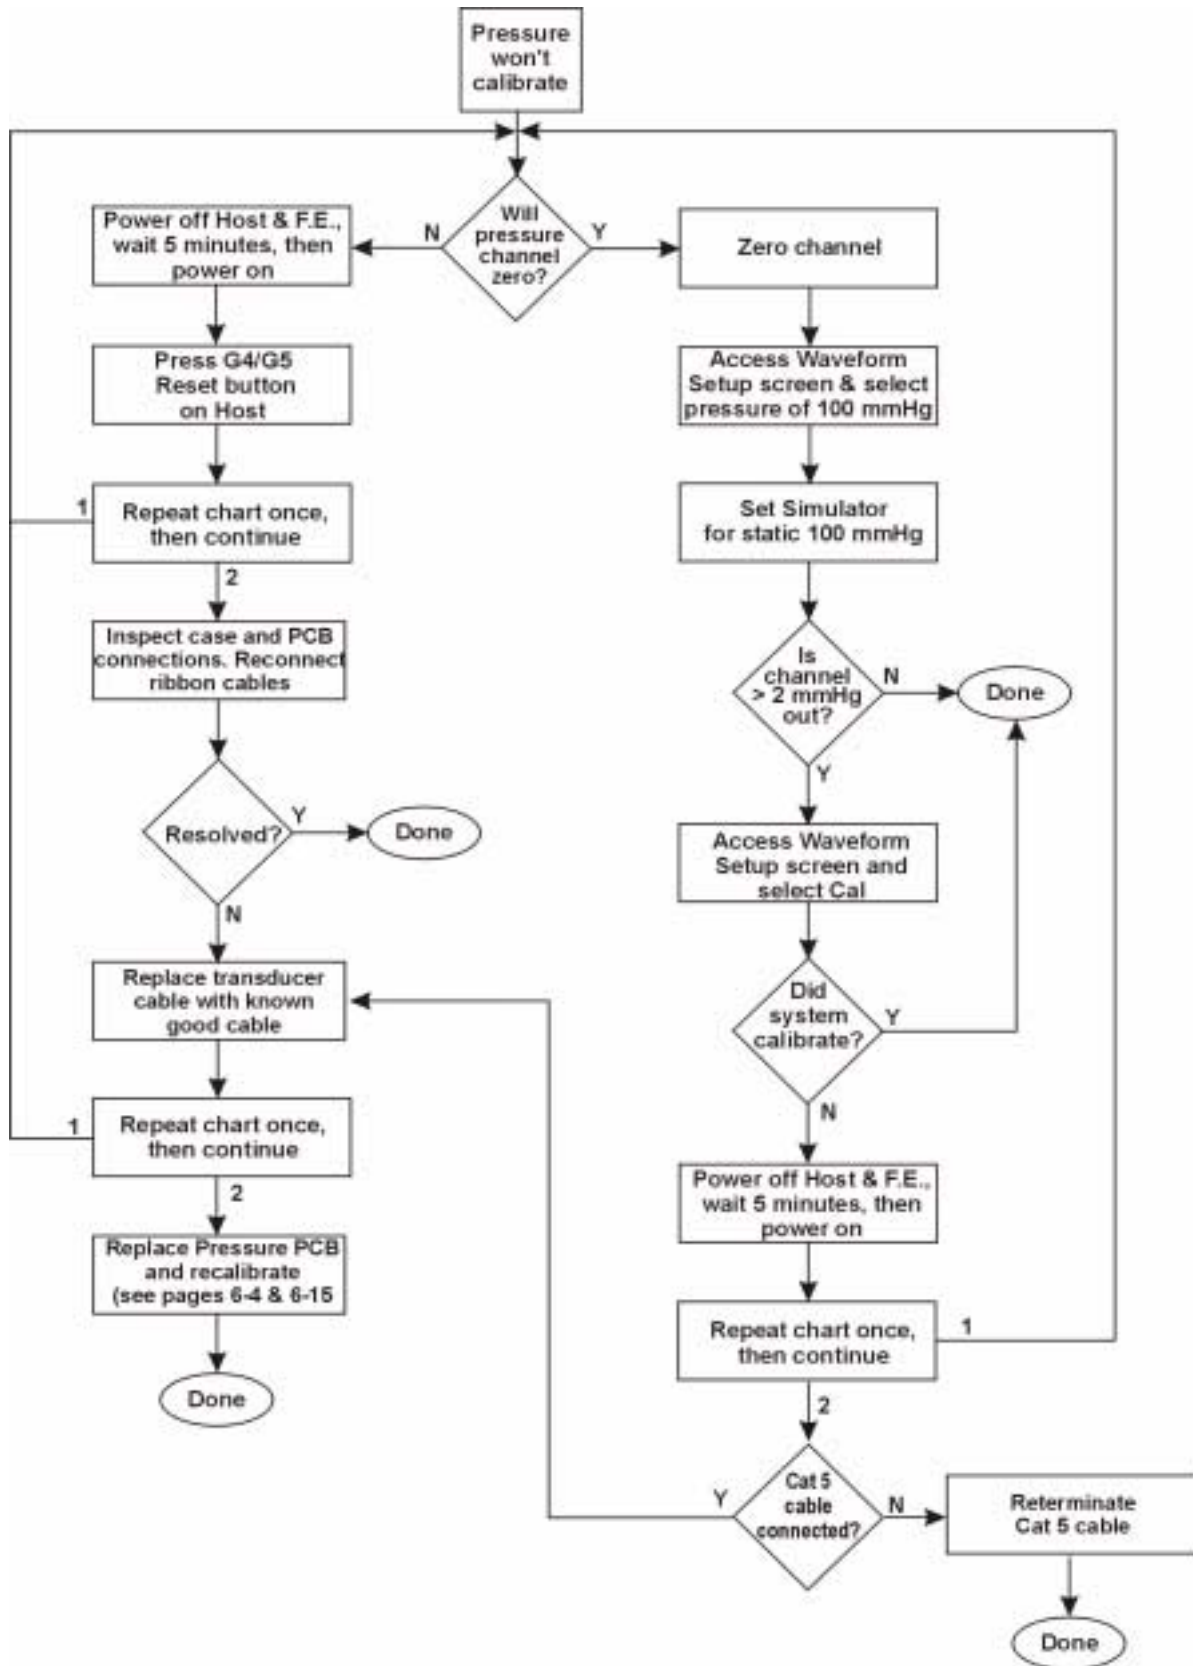 Pressure
won't
calibrate
Will
pressure
channel
zero?
N
Y
Power off Host & F.E.,
wait 5 minutes, then
power on
Press G4/G5
Reset button
on Host
Repeat chart once,
then continue
1
2
Inspect case and PCB
connections. Reconnect
ribbon cables
Resolved?
Y
Done
N
Replace transducer
cable with known
good cable
Repeat chart once,
then continue
1
2
Replace Pressure PCB
and recalibrate
(see pages 6-4 & 6-15
Done
Zero channel
Access Waveform
Setup screen & select
pressure of 100 mmHg
Set Simulator
for static 100 mmHg
Is
channel
> 2 mmHg
out?
N
Done
Y
Access Waveform
Setup screen and
select Cal
Did
system
calibrate?
Y
N
Power off Host & F.E.,
wait 5 minutes, then
power on
Repeat chart once,
then continue
1
2
Cat 5
cable
connected?
Y
N
Reterminate
Cat 5 cable
Done